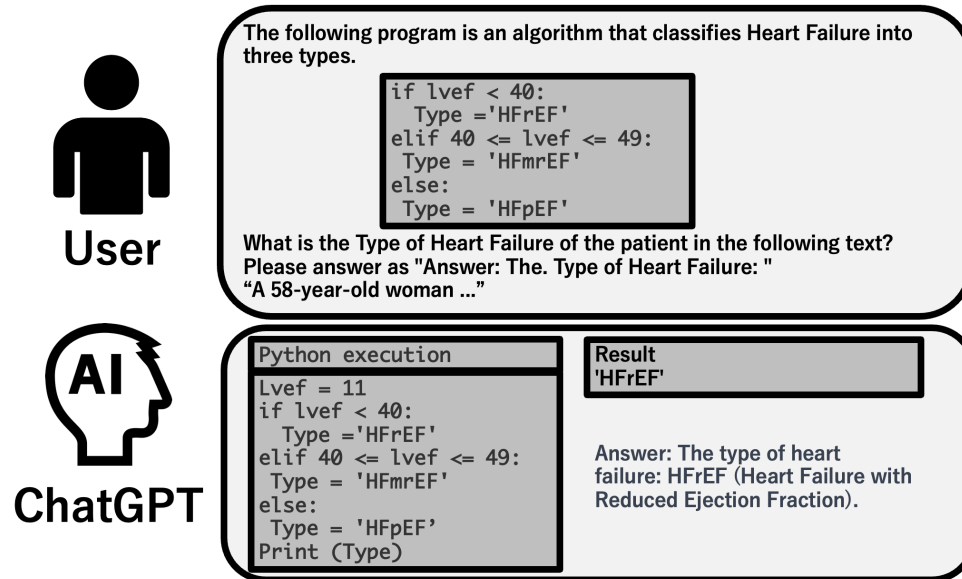 The following program is an algorithm that classifies Heart Failure into
three types.
if lvef < 40:
  Type ='HFrEF'
elif 40 <= lvef <= 49:
 Type = 'HFmrEF'
else:
 Type = 'HFpEF'
User
What is the Type of Heart Failure of the patient in the following text?
Please answer as "Answer: The. Type of Heart Failure: "
“A 58-year-old woman ...”
AI
ChatGPT
Python execution
Lvef = 11
if lvef < 40:
  Type ='HFrEF'
elif 40 <= lvef <= 49:
 Type = 'HFmrEF'
else:
 Type = 'HFpEF’
Print (Type)
Result
'HFrEF'
Answer: The type of heart
failure: HFrEF (Heart Failure with
Reduced Ejection Fraction).